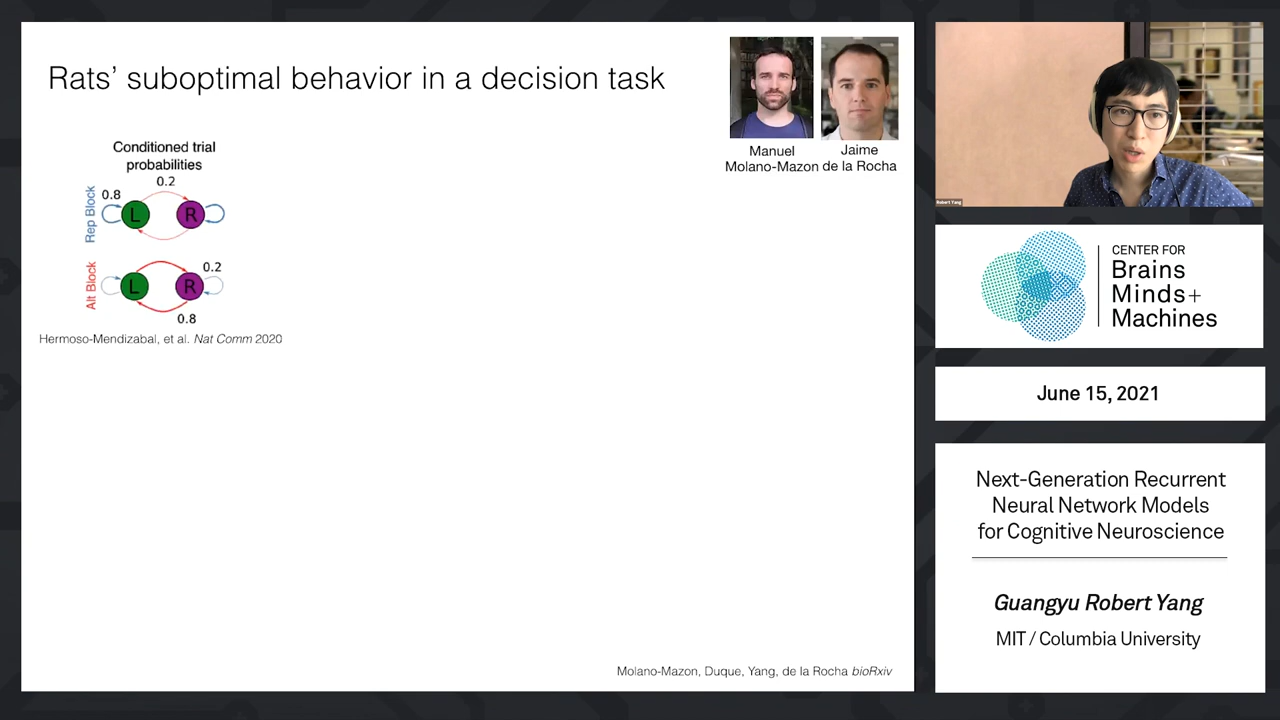 Rats’ suboptimal behavior in a decision task
Manuel
Molano-Mazon
Jaime
de la Rocha
Conditioned trial
probabilities
0.2
0.8
Rep Block
L
R
Alt Block
L
R
0.2
0.8
Hermoso-Mendizabal, et al. Nat Comm 2020
Molano-Mazon, Duque, Yang, de la Rocha bioRxiv
Robert Yang
CENTER FOR
Brains
Minds+
Machines
June 15, 2021
Next-Generation Recurrent
Neural Network Models
for Cognitive Neuroscience
Guangyu Robert Yang
MIT / Columbia University